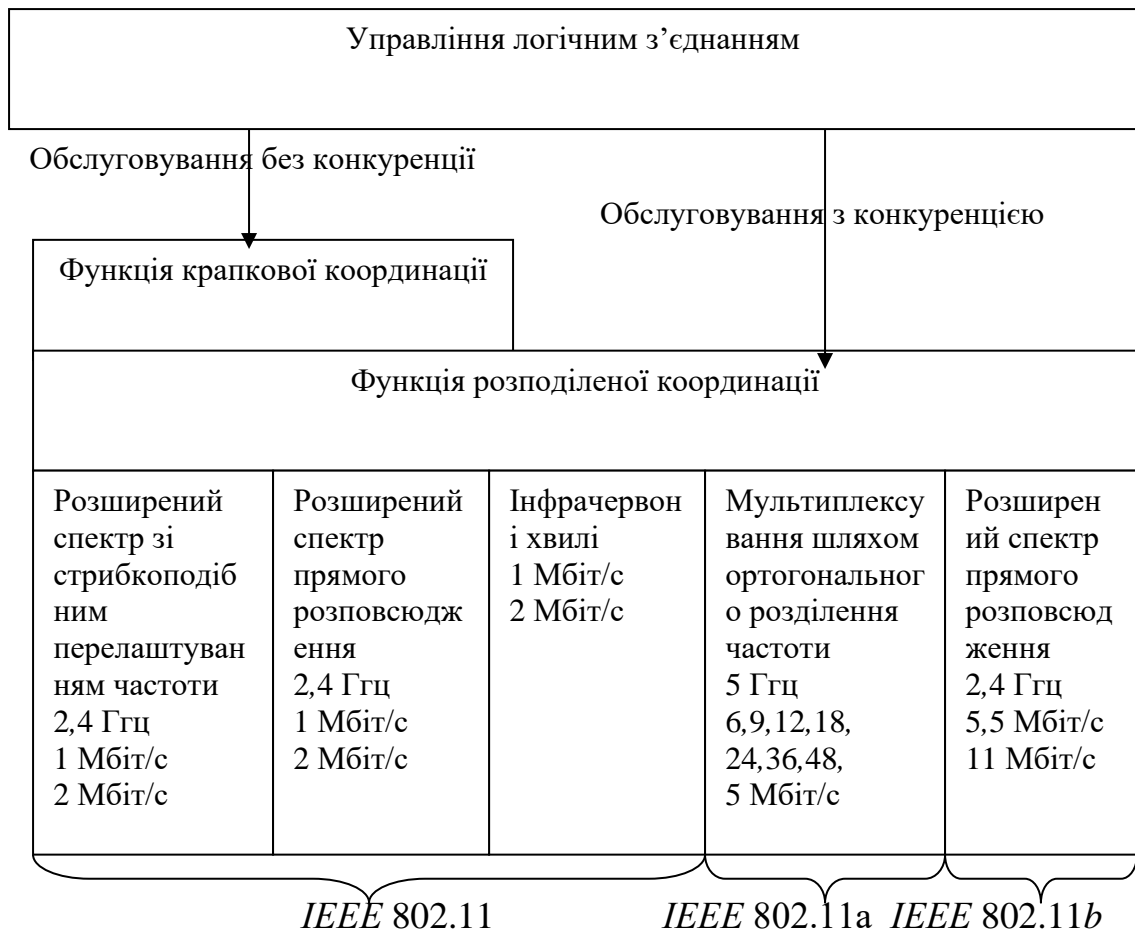 Управління логічним з’єднанням
Обслуговування без конкуренції
Обслуговування з конкуренцією
Функція крапкової координації
Функція розподіленої координації
Розширений
спектр зі
стрибкоподіб
ним
перелаштуван
ням частоти
2,4 Ггц
1 Мбіт/с
2 Мбіт/с
Розширений
спектр
прямого
розповсюдж
ення
2,4 Ггц
1 Мбіт/с
2 Мбіт/с
Інфрачервон
і хвилі
1 Мбіт/с
2 Мбіт/с
Мультиплексу
вання шляхом
ортогональног
о розділення
частоти
5 Ггц
6,9,12,18,
24,36,48,
5 Мбіт/с
Розширен
ий спектр
прямого
розповсюд
ження
2,4 Ггц
5,5 Мбіт/с
11 Мбіт/с
IEEE 802.11
IEEE 802.11a
IEEE 802.11b